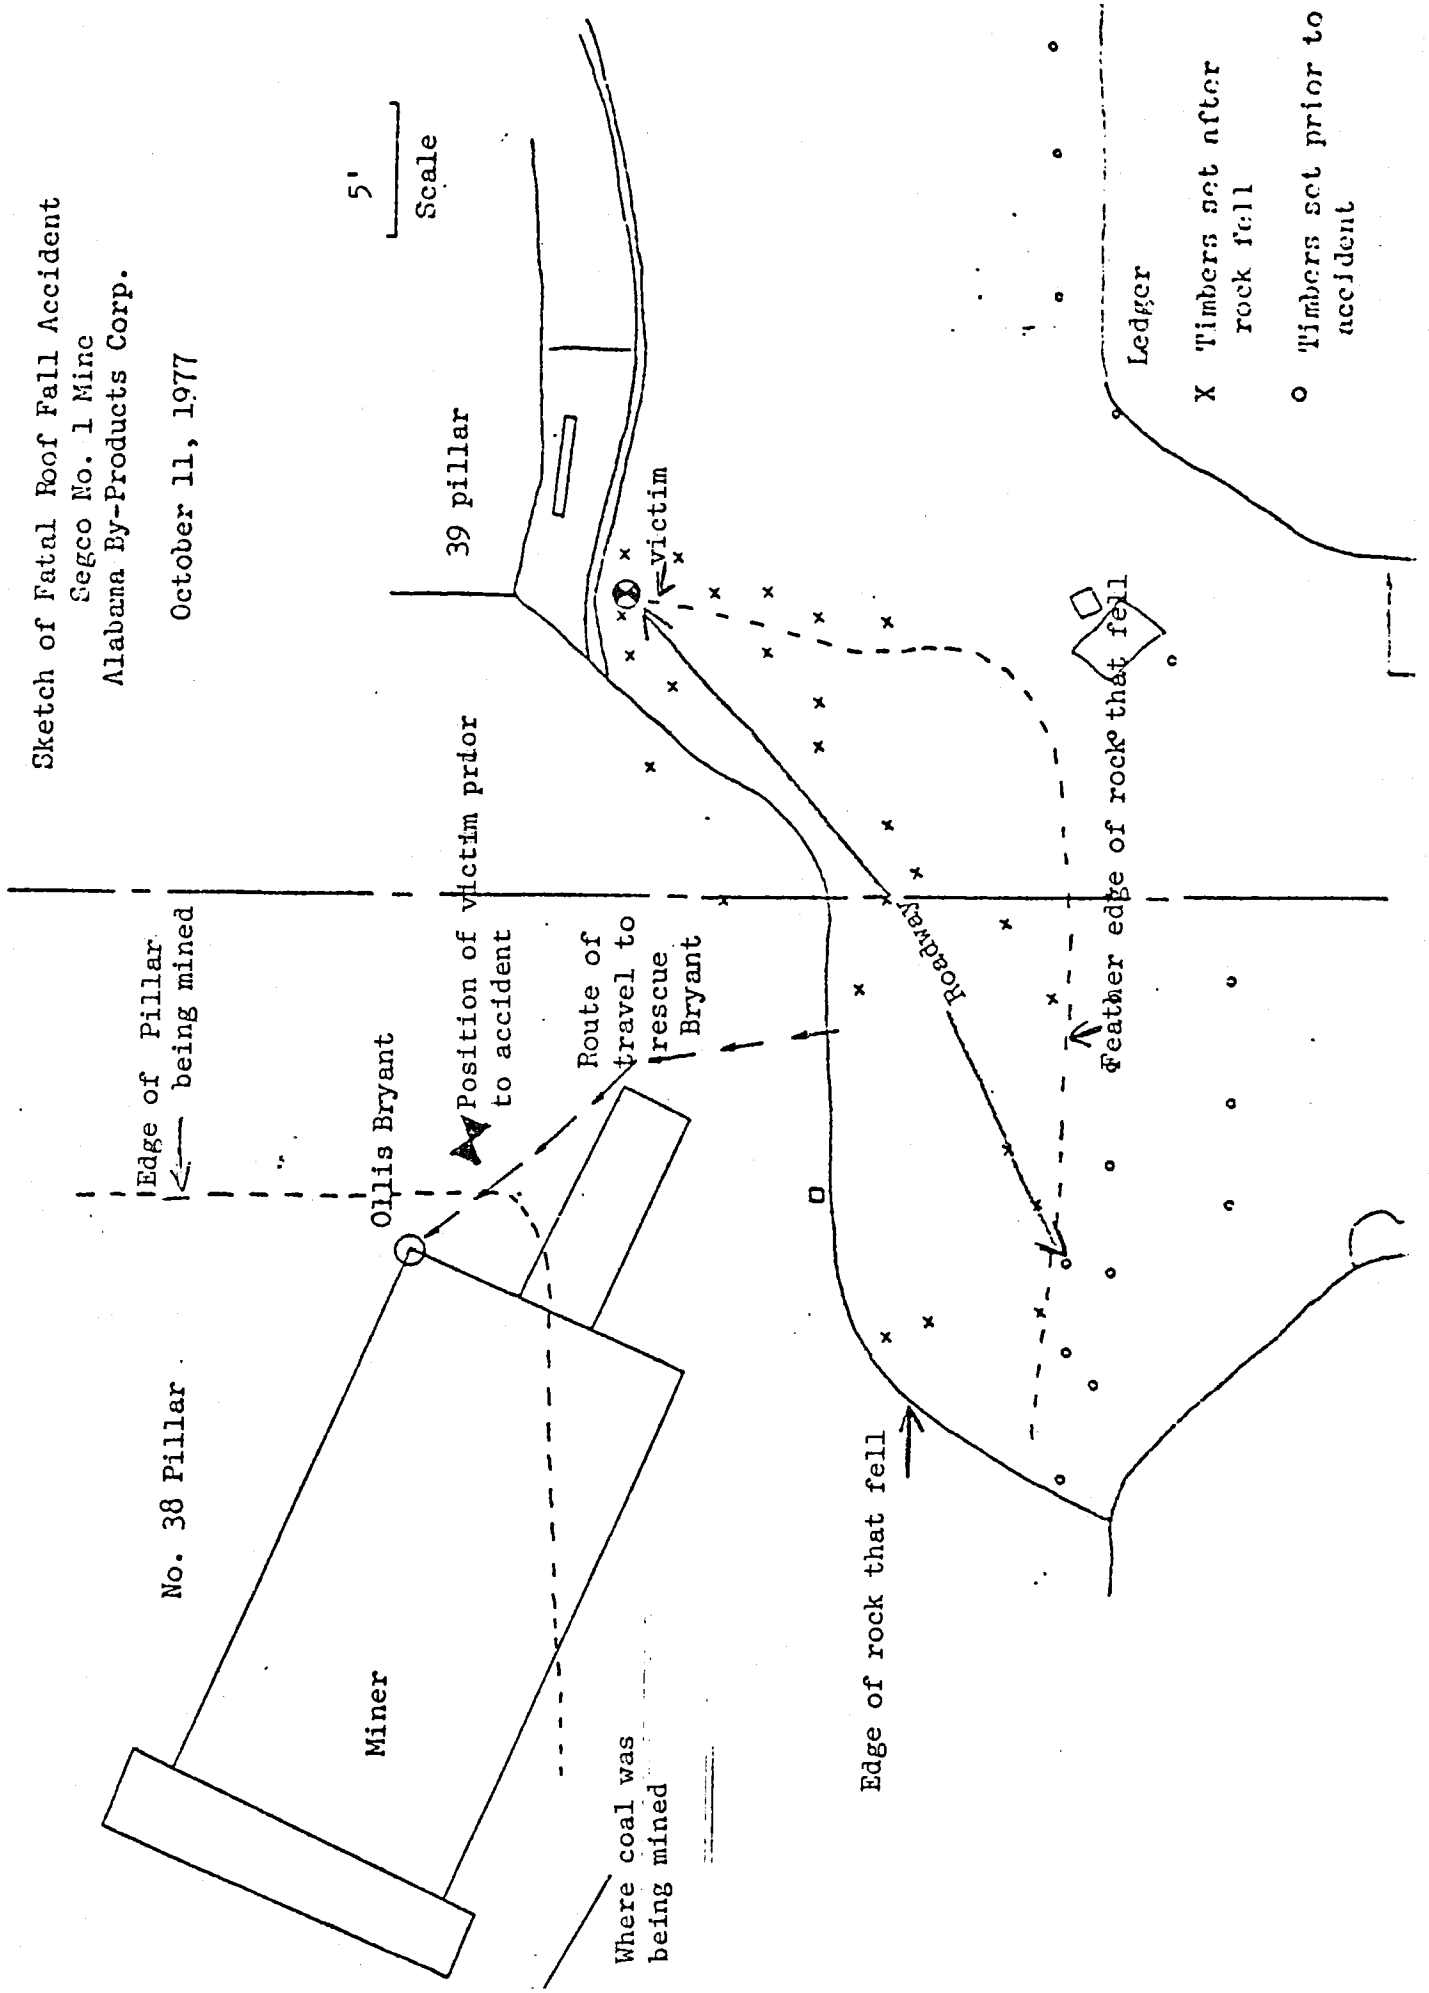 Sketch of Fatal Roof Fall Accident
Segco No. 1 Mine
Alabama By-Products Corp.
October 11, 1977
5'
Scale
39 pillar
victim
Edge of Pillar
being mined
Position of victim prior
to accident
Ollis Bryant
Route of
travel to
rescue
Bryant
No. 38 Pillar
Miner
Where coal was
being mined
Roadway
Edge of rock that fell
Feather edge of rock that fell
Ledger
X Timbers set after
rock fell
o Timbers set prior to
accident